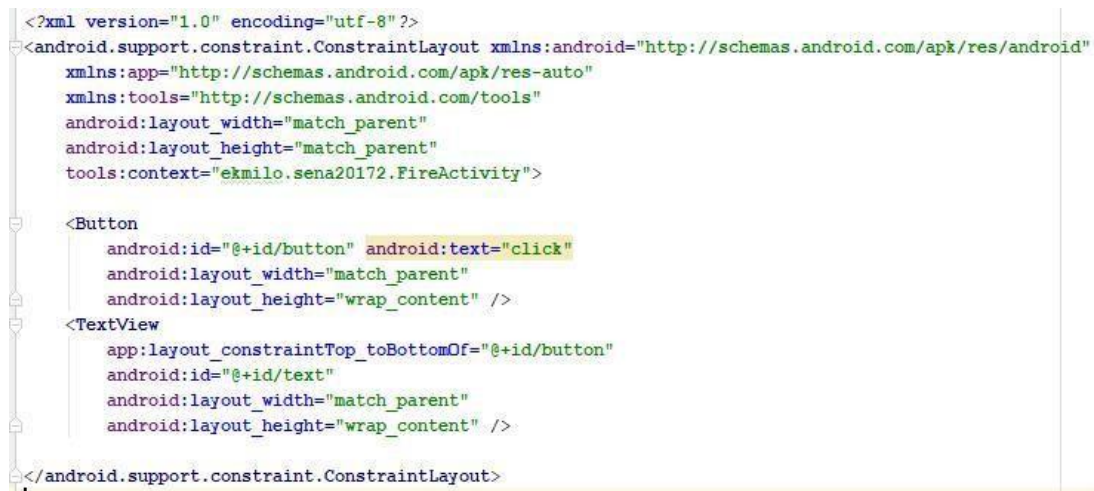 <?xml version="1.0" encoding="utf-8"?>
<android.support.constraint.ConstraintLayout xmlns:android="http://schemas.android.com/apk/res/android"
xmlns:app="http://schemas.android.com/apk/res-auto"
xmlns:tools="http://schemas.android.com/tools"
android:layout_width="match_parent"
android:layout_height="match_parent"
tools:context="ekmilo.sena20172.FireActivity">
<Button
android:id="@+id/button" android:text="click"
android:layout_width="match_parent"
android:layout_height="wrap_content" />
<TextView
app:layout_constraintTop_toBottomOf="@+id/button"
android:id="@+id/text"
android:layout_width="match_parent"
android:layout_height="wrap_content" />
</android.support.constraint.ConstraintLayout>